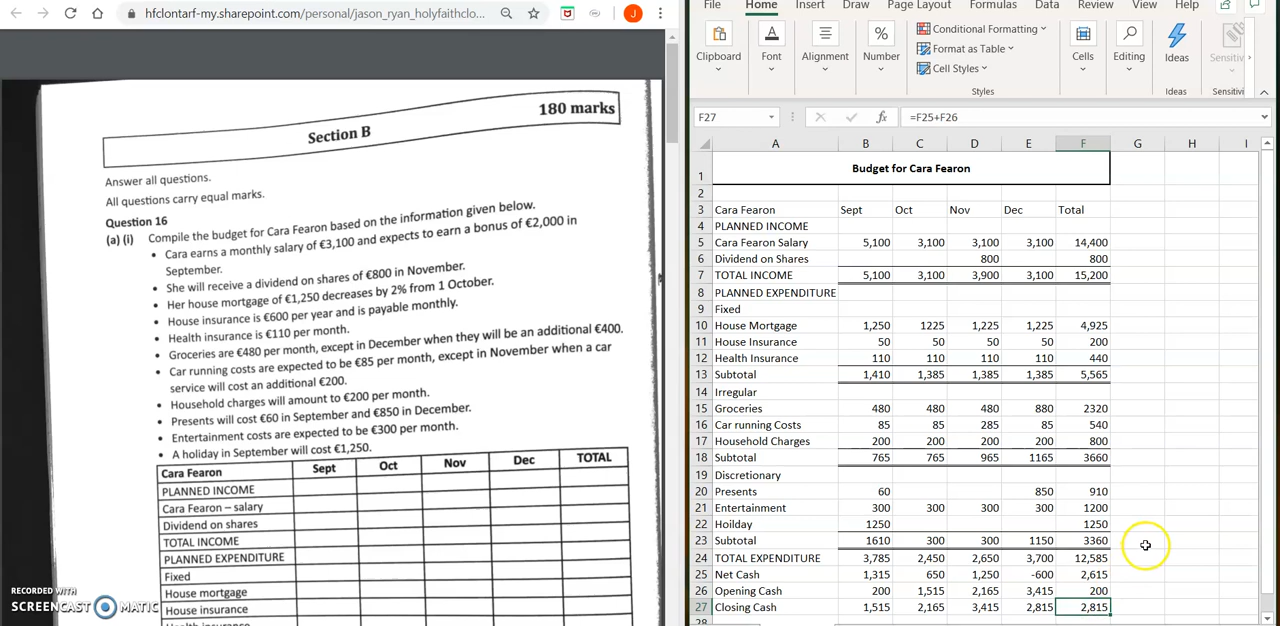 hfclontarf-my.sharepoint.com/personal/jason_ryan_holyfaithclo...
J
Section B
180 marks
Answer all questions.
All questions carry equal marks.
Question 16
(a) (i) Compile the budget for Cara Fearon based on the information given below.
• Cara earns a monthly salary of €3,100 and expects to earn a bonus of €2,000 in
September.
• She will receive a dividend on shares of €800 in November.
• Her house mortgage of €1,250 decreases by 2% from 1 October.
• House insurance is €600 per year and is payable monthly.
• Health insurance is €110 per month.
• Groceries are €480 per month, except in December when they will be an additional €400.
• Car running costs are expected to be €85 per month, except in November when a car
service will cost an additional €200.
• Household charges will amount to €200 per month.
• Presents will cost €60 in September and €850 in December.
• Entertainment costs are expected to be €300 per month.
• A holiday in September will cost €1,250.
Cara Fearon Sept Oct Nov Dec TOTAL
PLANNED INCOME
Cara Fearon – salary
Dividend on shares
TOTAL INCOME
PLANNED EXPENDITURE
Fixed
House mortgage
House insurance
RECORDED WITH
SCREENCAST MATIC
File Home Insert Draw Page Layout Formulas Data Review View Help
Clipboard Font Alignment Number Conditional Formatting Format as Table Cell Styles Cells Editing Ideas Sensitiv
Styles Ideas Sensitivi
F27 fx =F25+F26
A B C D E F G H I
1 Budget for Cara Fearon
2
3 Cara Fearon Sept Oct Nov Dec Total
4 PLANNED INCOME
5 Cara Fearon Salary 5,100 3,100 3,100 3,100 14,400
6 Dividend on Shares 800 800
7 TOTAL INCOME 5,100 3,100 3,900 3,100 15,200
8 PLANNED EXPENDITURE
9 Fixed
10 House Mortgage 1,250 1225 1,225 1,225 4,925
11 House Insurance 50 50 50 50 200
12 Health Insurance 110 110 110 110 440
13 Subtotal 1,410 1,385 1,385 1,385 5,565
14 Irregular
15 Groceries 480 480 480 880 2320
16 Car running Costs 85 85 285 85 540
17 Household Charges 200 200 200 200 800
18 Subtotal 765 765 965 1165 3660
19 Discretionary
20 Presents 60 850 910
21 Entertainment 300 300 300 300 1200
22 Hoilday 1250 1250
23 Subtotal 1610 300 300 1150 3360
24 TOTAL EXPENDITURE 3,785 2,450 2,650 3,700 12,585
25 Net Cash 1,315 650 1,250 -600 2,615
26 Opening Cash 200 1,515 2,165 3,415 200
27 Closing Cash 1,515 2,165 3,415 2,815 2,815